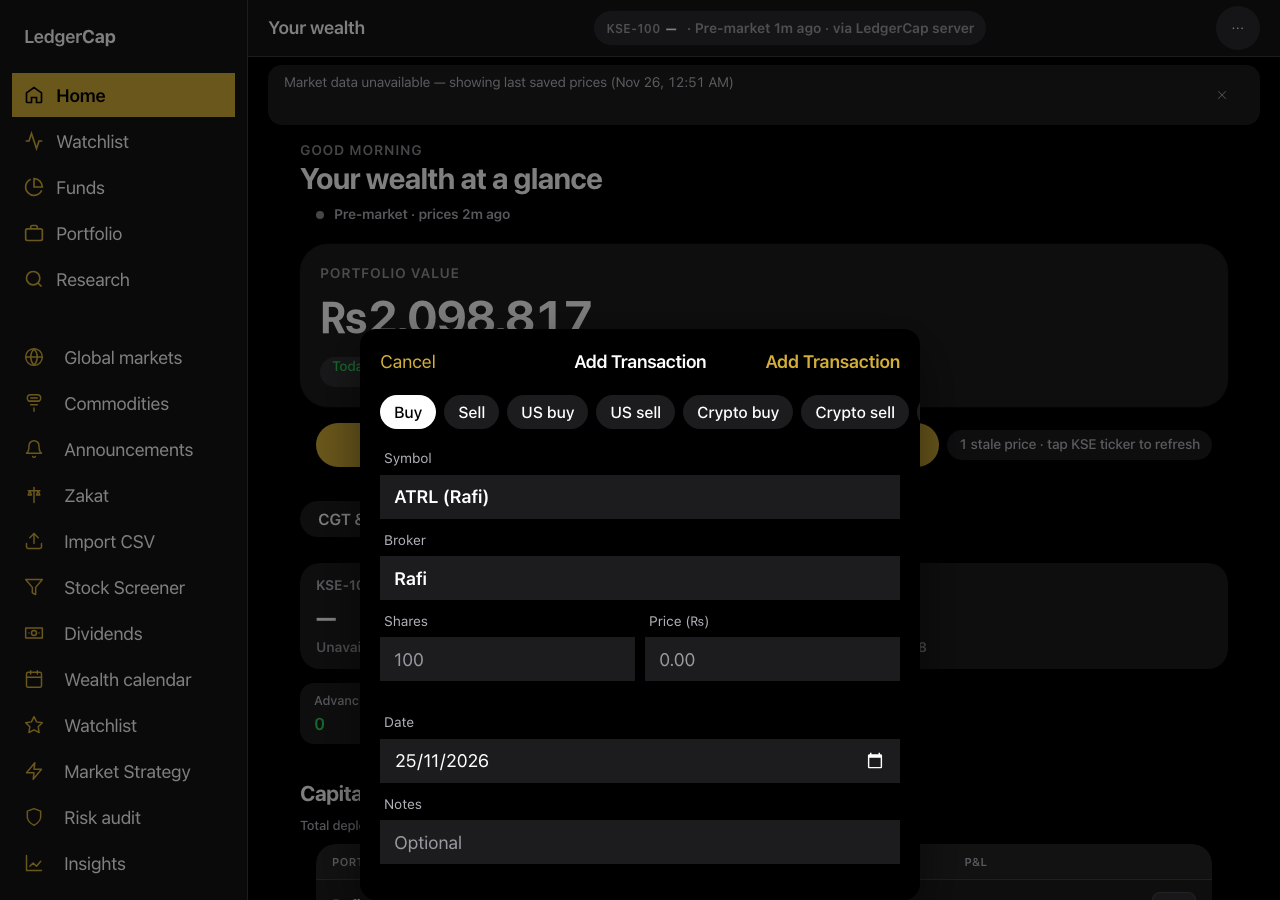 LedgerCap
Home
Watchlist
Funds
Portfolio
Research
Global markets
Commodities
Announcements
Zakat
Import CSV
Stock Screener
Dividends
Wealth calendar
Watchlist
Market Strategy
Risk audit
Insights
Your wealth
KSE-100 — · Pre-market 1m ago · via LedgerCap server
...
Market data unavailable — showing last saved prices (Nov 26, 12:51 AM)
×
GOOD MORNING
Your wealth at a glance
Pre-market · prices 2m ago
PORTFOLIO VALUE
Rs2,098,817
1 stale price · tap KSE ticker to refresh
CGT &
—
0
P&L
Cancel
Add Transaction
Add Transaction
Buy
Sell
US buy
US sell
Crypto buy
Crypto sell
Symbol
ATRL (Rafi)
Broker
Rafi
Shares
Price (Rs)
100
0.00
Date
25/11/2026
Notes
Optional